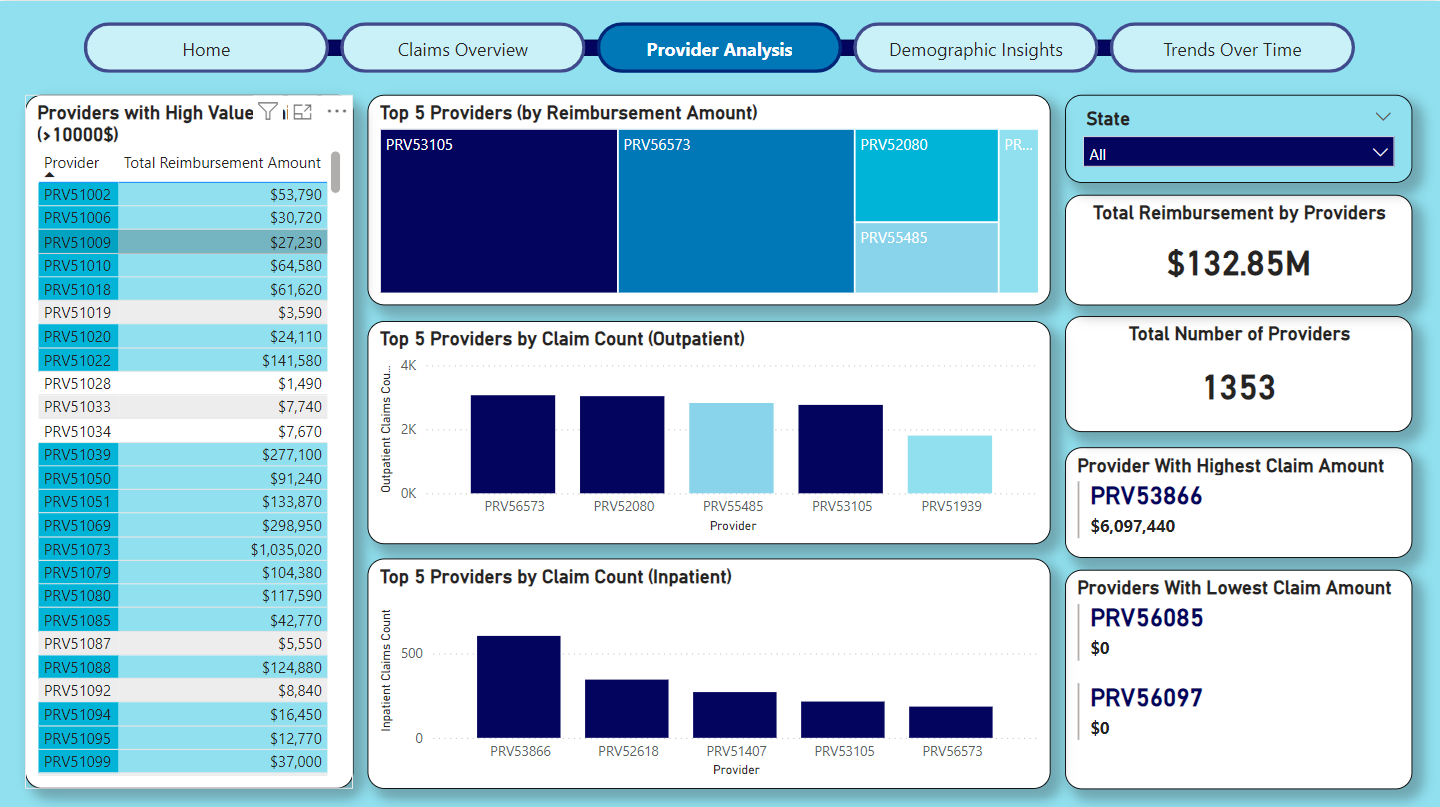 Home
Claims Overview
Provider Analysis
Demographic Insights
Trends Over Time
Providers with High Value
(>10000$)
Provider Total Reimbursement Amount
PRV51002 $53,790
PRV51006 $30,720
PRV51009 $27,230
PRV51010 $64,580
PRV51018 $61,620
PRV51019 $3,590
PRV51020 $24,110
PRV51022 $141,580
PRV51028 $1,490
PRV51033 $7,740
PRV51034 $7,670
PRV51039 $277,100
PRV51050 $91,240
PRV51051 $133,870
PRV51069 $298,950
PRV51073 $1,035,020
PRV51079 $104,380
PRV51080 $117,590
PRV51085 $42,770
PRV51087 $5,550
PRV51088 $124,880
PRV51092 $8,840
PRV51094 $16,450
PRV51095 $12,770
PRV51099 $37,000
Top 5 Providers (by Reimbursement Amount)
PRV53105
PRV56573
PRV52080
PR...
PRV55485
Top 5 Providers by Claim Count (Outpatient)
Outpatient Claims Cou...
4K
2K
0K
PRV56573 PRV52080 PRV55485 PRV53105 PRV51939
Provider
Top 5 Providers by Claim Count (Inpatient)
Inpatient Claims Count
500
0
PRV53866 PRV52618 PRV51407 PRV53105 PRV56573
Provider
State
All
Total Reimbursement by Providers
$132.85M
Total Number of Providers
1353
Provider With Highest Claim Amount
PRV53866
$6,097,440
Providers With Lowest Claim Amount
PRV56085
$0
PRV56097
$0